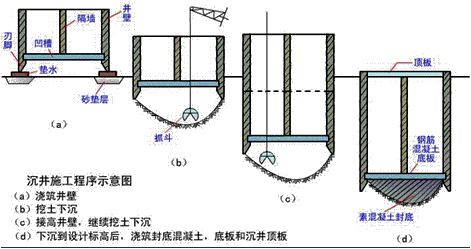 井壁
隔墙
刃脚
凹槽
垫水
砂垫层
(a)
抓斗
(b)
(c)
顶板
钢筋
混凝土
底板
素混凝土封底
(d)
沉井施工程序示意图
(a) 浇筑井壁
(b) 挖土下沉
(c) 接高井壁,继续挖土下沉
(d) 下沉到设计标高后,浇筑封底混凝土,底板和沉井顶板